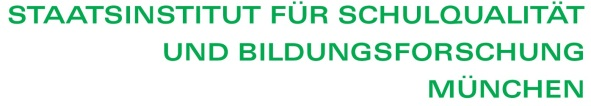 STAATSINSTITUT FÜR SCHULQUALITÄT
UND BILDUNGSFORSCHUNG
MÜNCHEN